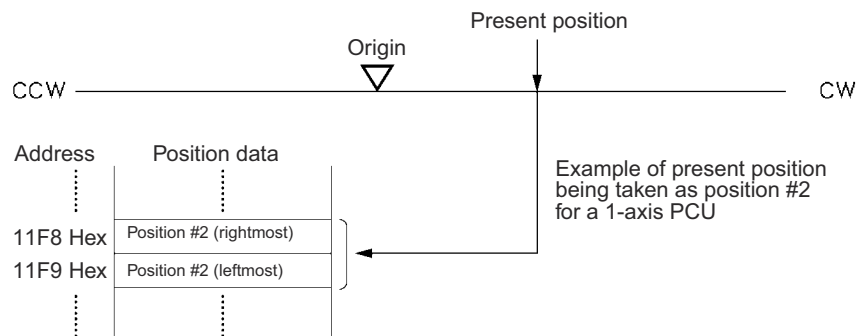 Present position
Origin
CCW
CW
Address
Position data
Example of present position
being taken as position #2
for a 1-axis PCU
11F8 Hex
Position #2 (rightmost)
11F9 Hex
Position #2 (leftmost)